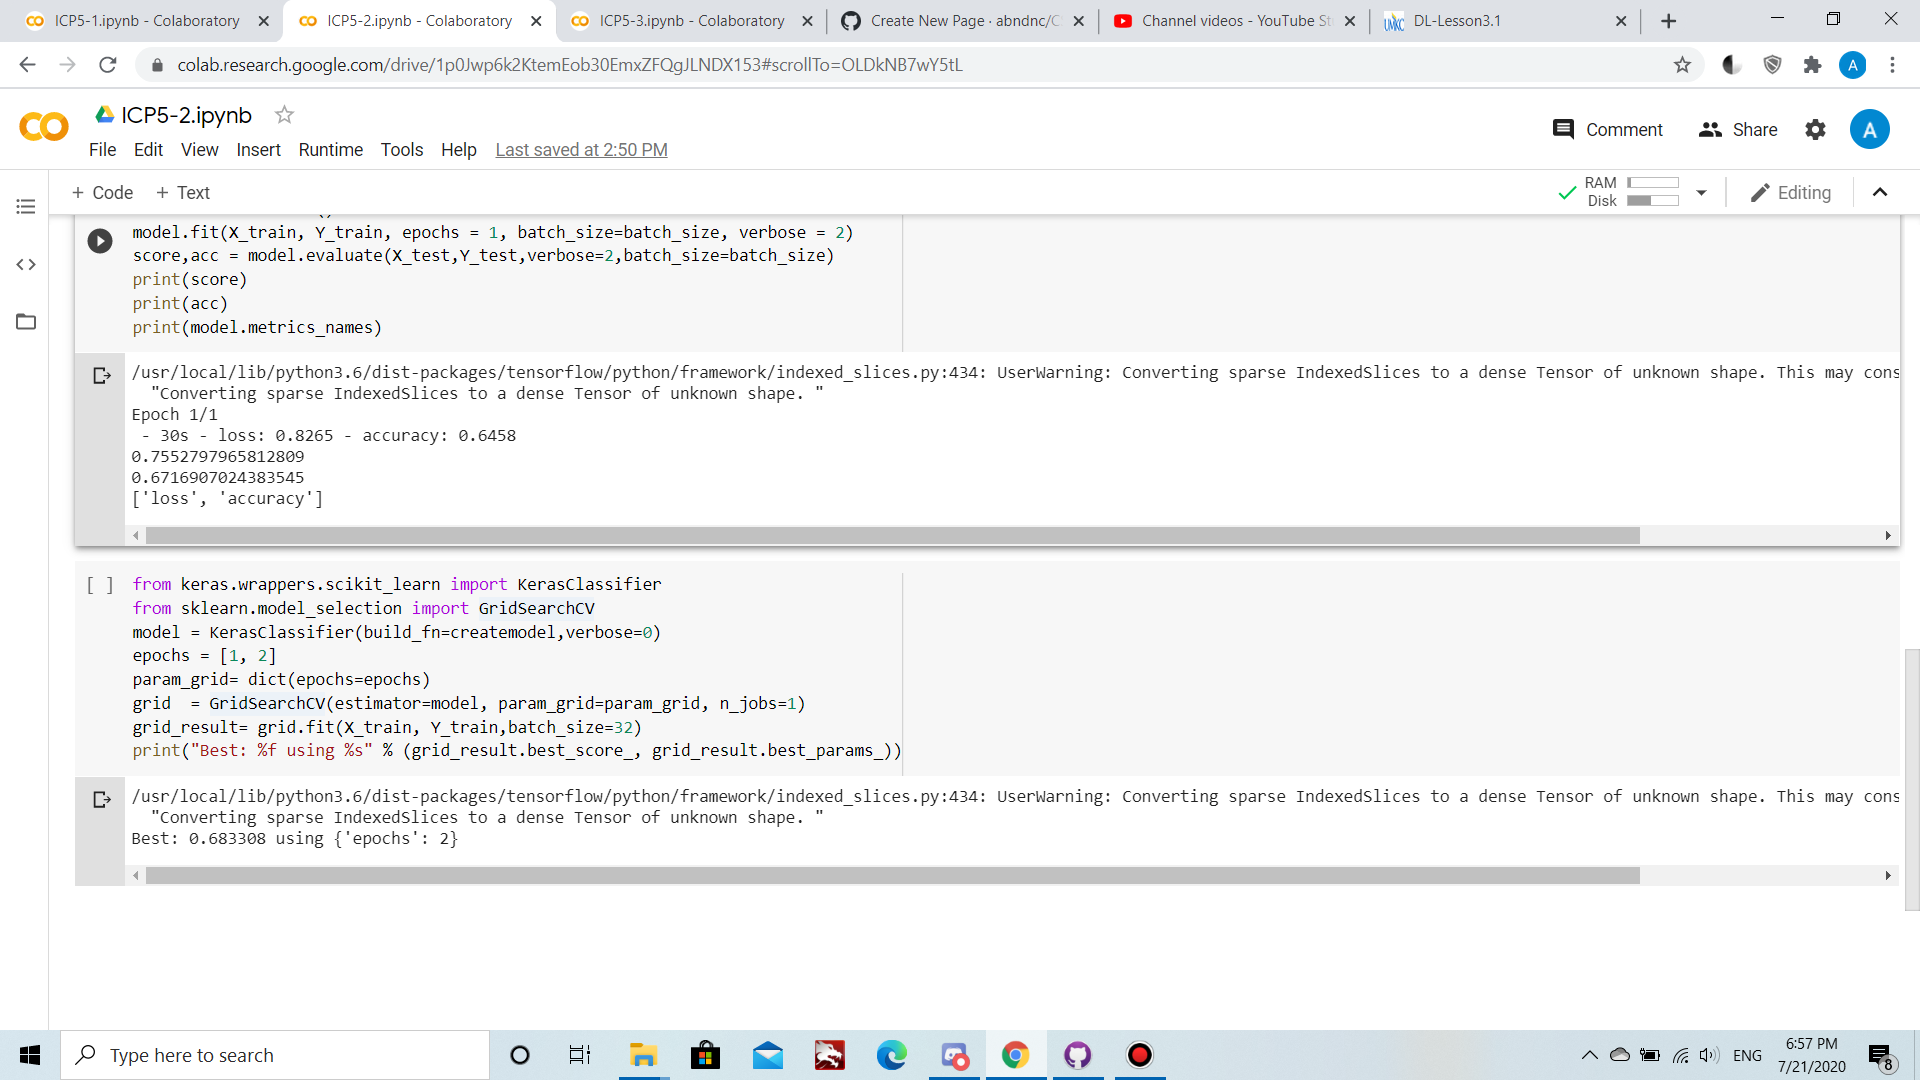 ICP5-1.ipynb - Colaboratory
ICP5-2.ipynb - Colaboratory
ICP5-3.ipynb - Colaboratory
Create New Page · abndnc/C
Channel videos - YouTube St
UMKC
DL-Lesson3.1
colab.research.google.com/drive/1p0Jwp6k2KtemEob30EmxZFQgJLNDX153#scrollTo=OLDkNB7wY5tL
A
ICP5-2.ipynb
File Edit View Insert Runtime Tools Help Last saved at 2:50 PM
Comment
Share
A
+ Code + Text
RAM
Disk
Editing
model.fit(X_train, Y_train, epochs = 1, batch_size=batch_size, verbose = 2)
score,acc = model.evaluate(X_test,Y_test,verbose=2,batch_size=batch_size)
print(score)
print(acc)
print(model.metrics_names)
/usr/local/lib/python3.6/dist-packages/tensorflow/python/framework/indexed_slices.py:434: UserWarning: Converting sparse IndexedSlices to a dense Tensor of unknown shape. This may cons
"Converting sparse IndexedSlices to a dense Tensor of unknown shape. "
Epoch 1/1
- 30s - loss: 0.8265 - accuracy: 0.6458
0.7552797965812809
0.6716907024383545
['loss', 'accuracy']
[ ] from keras.wrappers.scikit_learn import KerasClassifier
from sklearn.model_selection import GridSearchCV
model = KerasClassifier(build_fn=createmodel,verbose=0)
epochs = [1, 2]
param_grid= dict(epochs=epochs)
grid  = GridSearchCV(estimator=model, param_grid=param_grid, n_jobs=1)
grid_result= grid.fit(X_train, Y_train,batch_size=32)
print("Best: %f using %s" % (grid_result.best_score_, grid_result.best_params_))
/usr/local/lib/python3.6/dist-packages/tensorflow/python/framework/indexed_slices.py:434: UserWarning: Converting sparse IndexedSlices to a dense Tensor of unknown shape. This may cons
"Converting sparse IndexedSlices to a dense Tensor of unknown shape. "
Best: 0.683308 using {'epochs': 2}
Type here to search
ENG
6:57 PM
7/21/2020
8